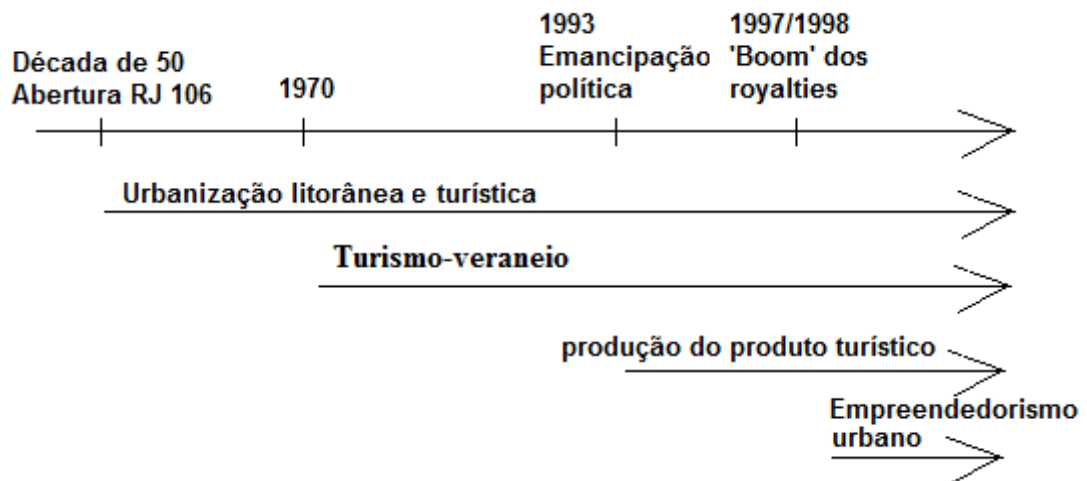 Década de 50
Abertura RJ 106
1970
1993
Emancipação
política
1997/1998
'Boom' dos
royalties
Urbanização litorânea e turística
Turismo-veraneio
produção do produto turístico
Empreendedorismo
urbano